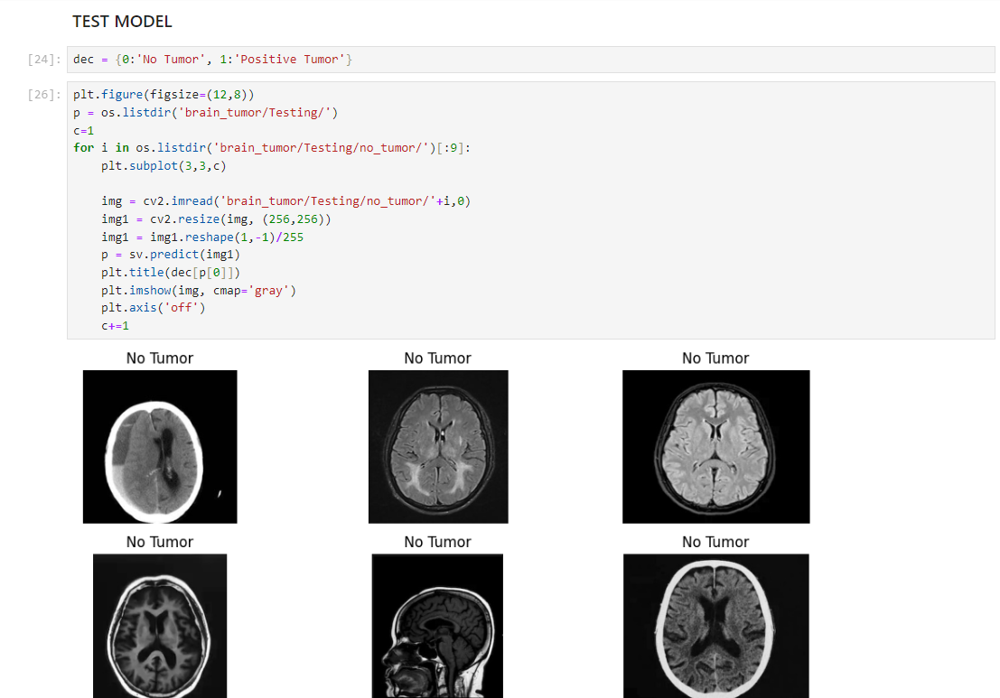 TEST MODEL
[24]: dec = {0:'No Tumor', 1:'Positive Tumor'}
[26]: plt.figure(figsize=(12,8))
p = os.listdir('brain_tumor/Testing/')
c=1
for i in os.listdir('brain_tumor/Testing/no_tumor/')[:9]:
    plt.subplot(3,3,c)

    img = cv2.imread('brain_tumor/Testing/no_tumor/'+i,0)
    img1 = cv2.resize(img, (256,256))
    img1 = img1.reshape(1,-1)/255
    p = sv.predict(img1)
    plt.title(dec[p[0]])
    plt.imshow(img, cmap='gray')
    plt.axis('off')
    c+=1
No Tumor No Tumor No Tumor
No Tumor No Tumor No Tumor